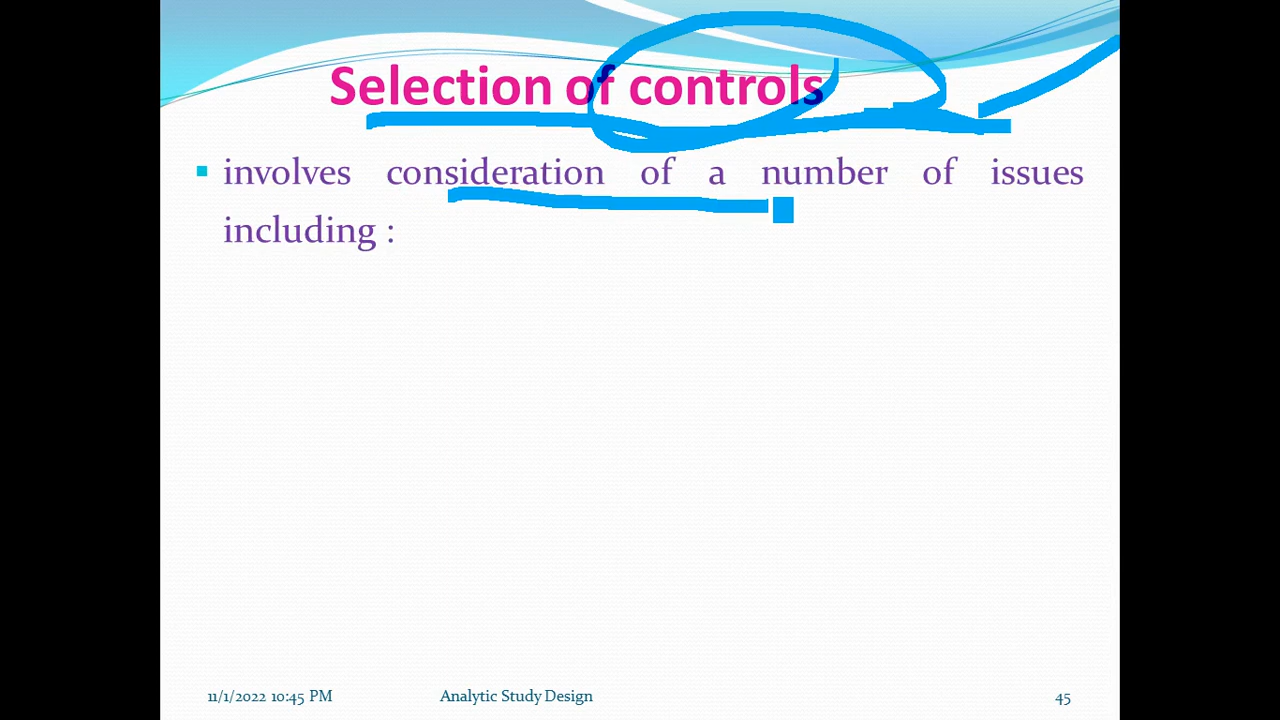 Selection of controls
involves consideration of a number of issues
including :
11/1/2022 10:45 PM Analytic Study Design 45